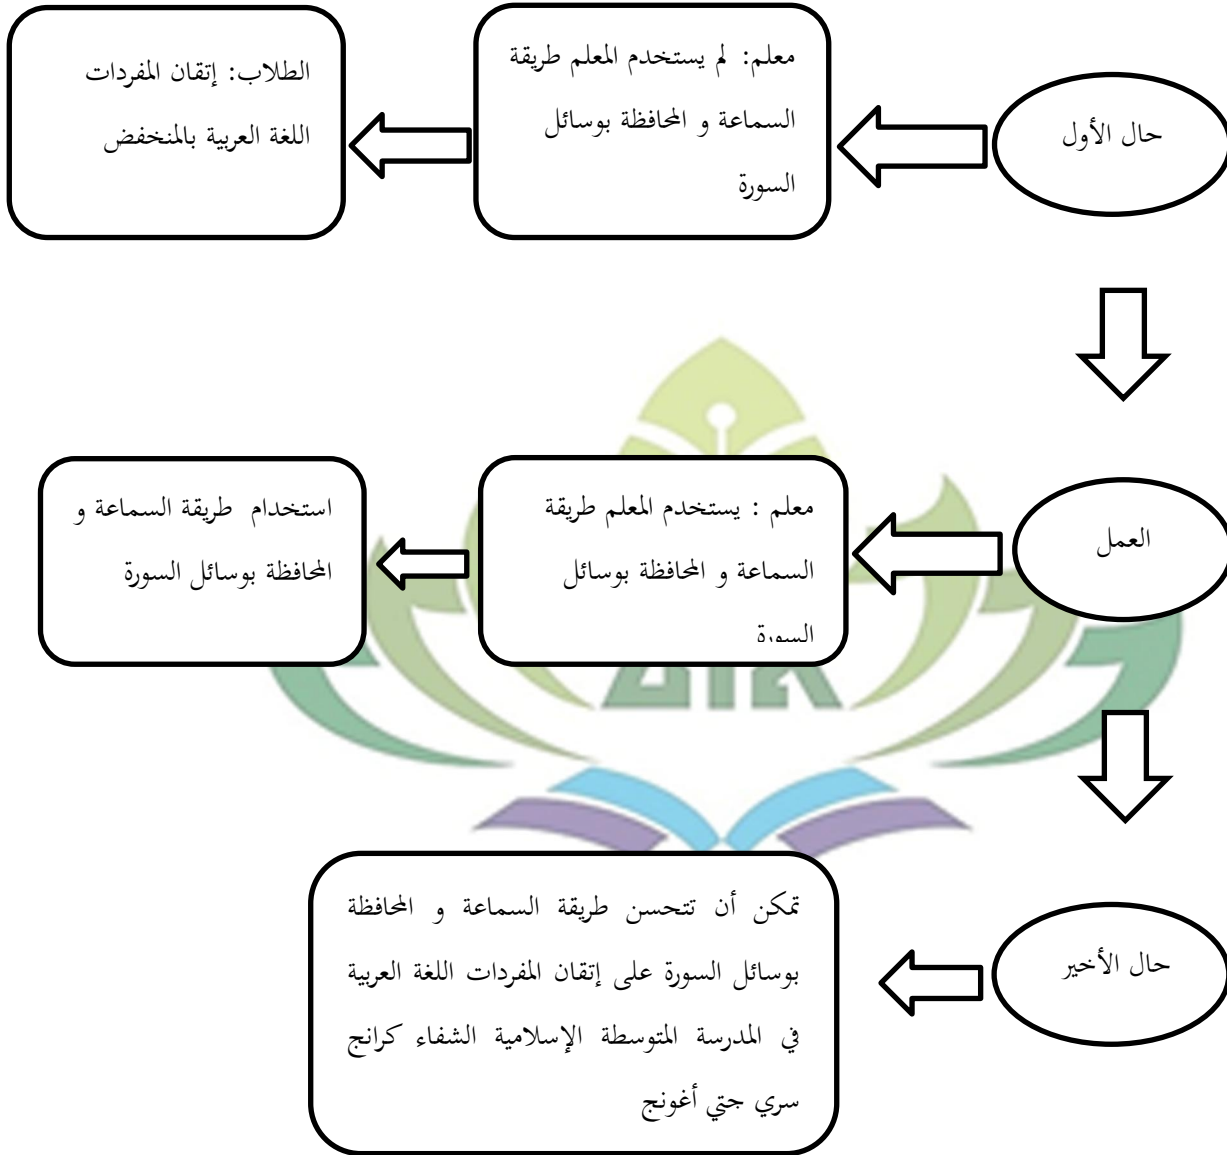 حال الأول
معلم: لم يستخدم المعلم طريقة
السماعة و المحافظة بوسائل
السورة
الطلاب: إتقان المفردات
اللغة العربية بالمنخفض
العمل
معلم : يستخدم المعلم طريقة
السماعة و المحافظة بوسائل
السورة
استخدام طريقة السماعة و
المحافظة بوسائل السورة
حال الأخير
تمكن أن تتحسن طريقة السماعة و المحافظة
بوسائل السورة على إتقان المفردات اللغة العربية
في المدرسة المتوسطة الإسلامية الشفاء كرانج
سري جتي أغونج